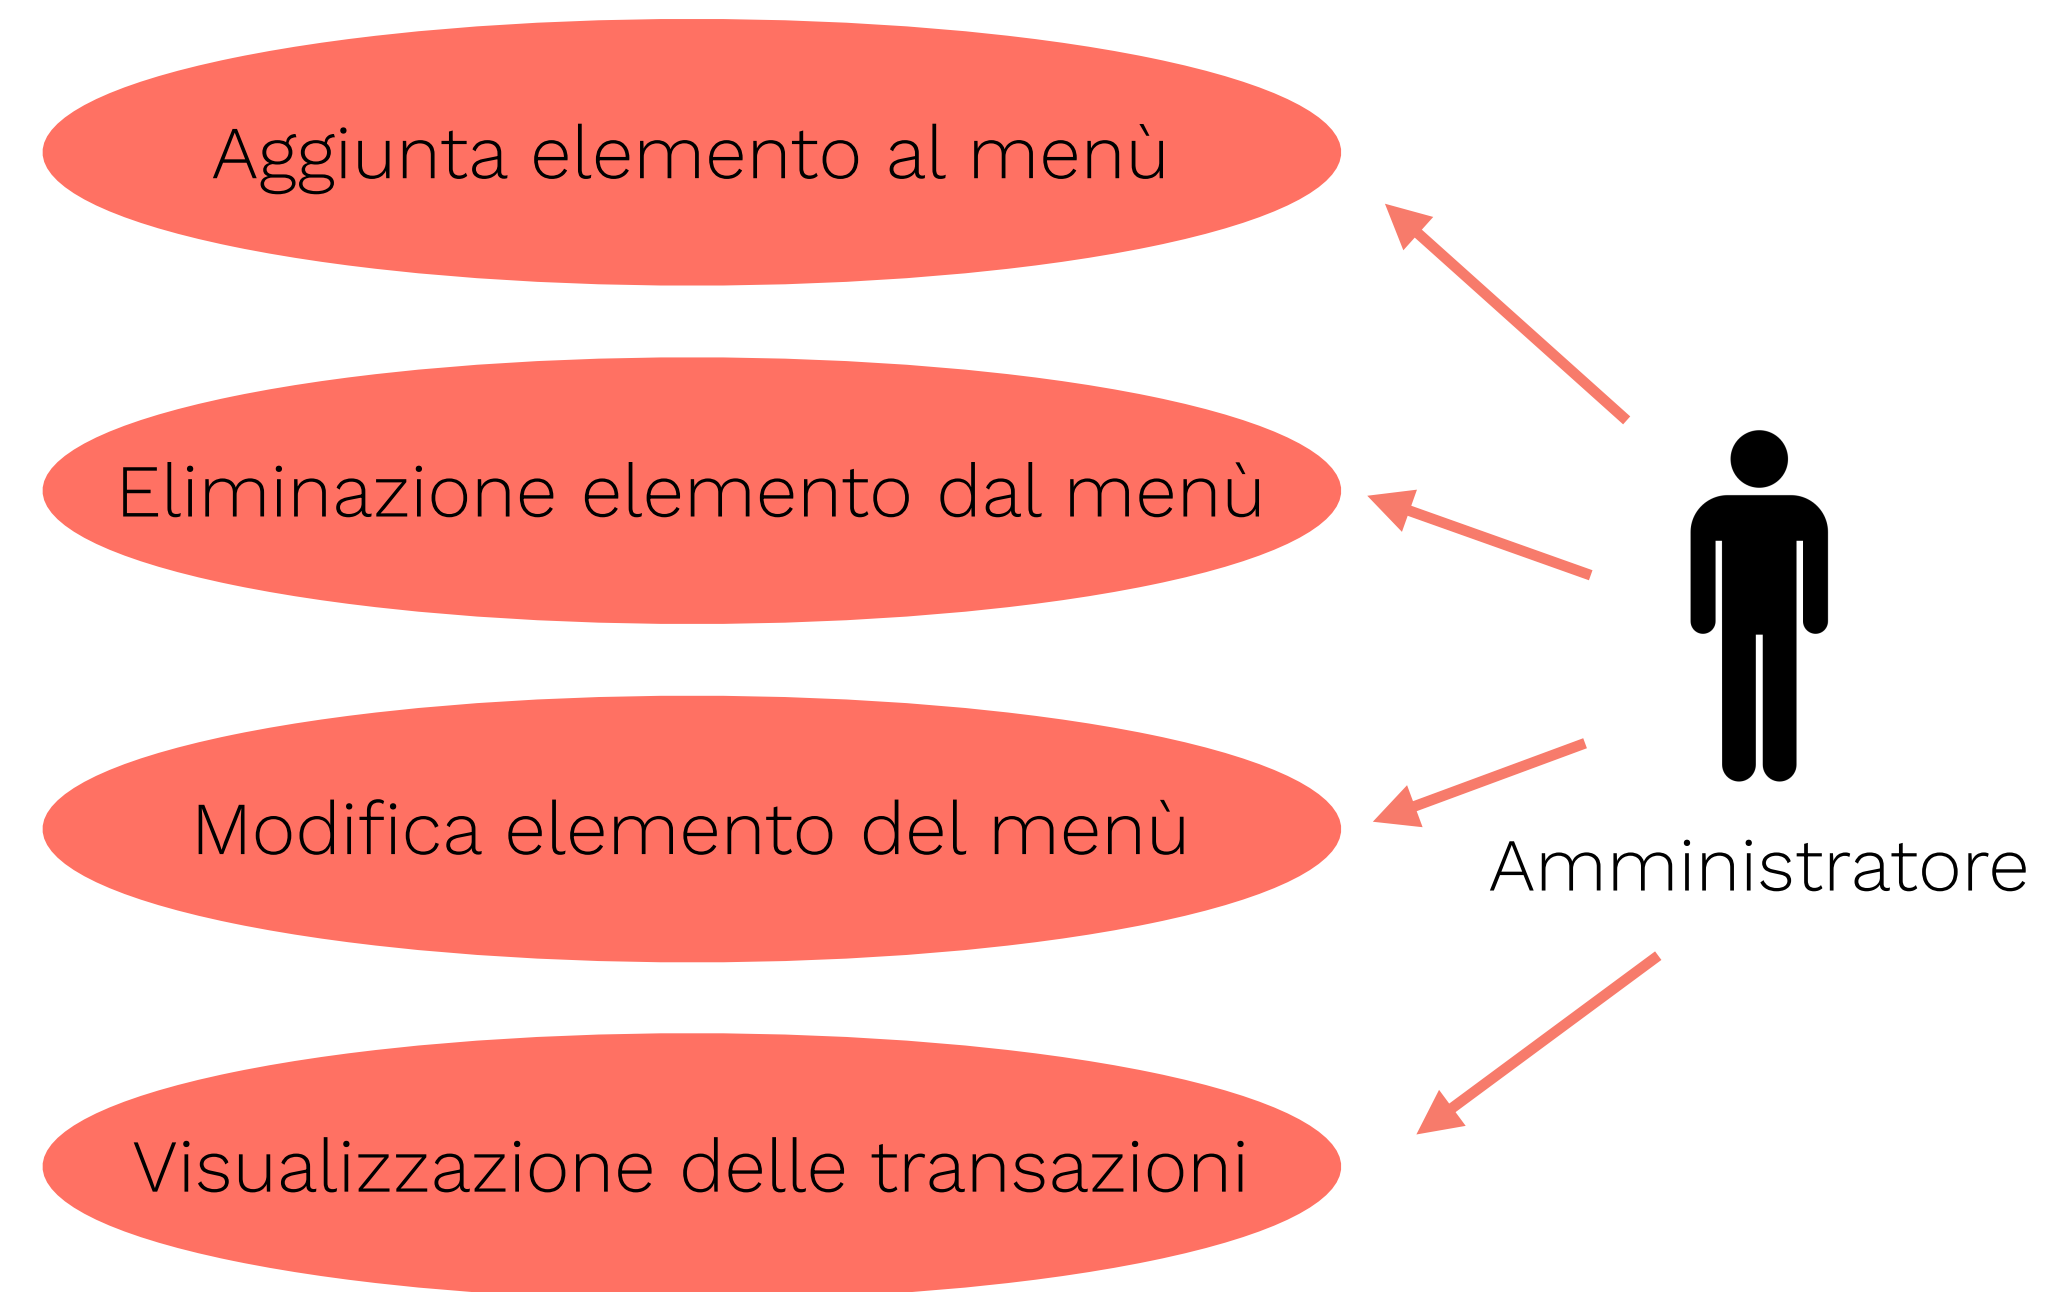 Aggiunta elemento al menù
Eliminazione elemento dal menù
Modifica elemento del menù
Amministratore
Visualizzazione delle transazioni